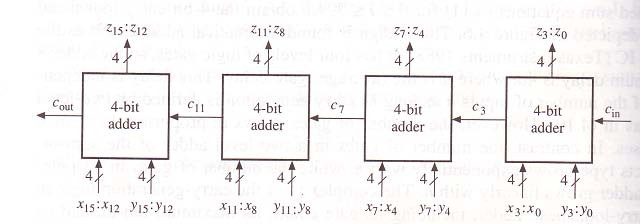 z15:z12 z11:z8 z7:z4 z3:z0
4 4 4 4
cout 4-bit adder c11 4-bit adder c7 4-bit adder c3 4-bit adder cin
4 4 4 4 4 4 4 4
x15:x12 y15:y12 x11:x8 y11:y8 x7:x4 y7:y4 x3:x0 y3:y0